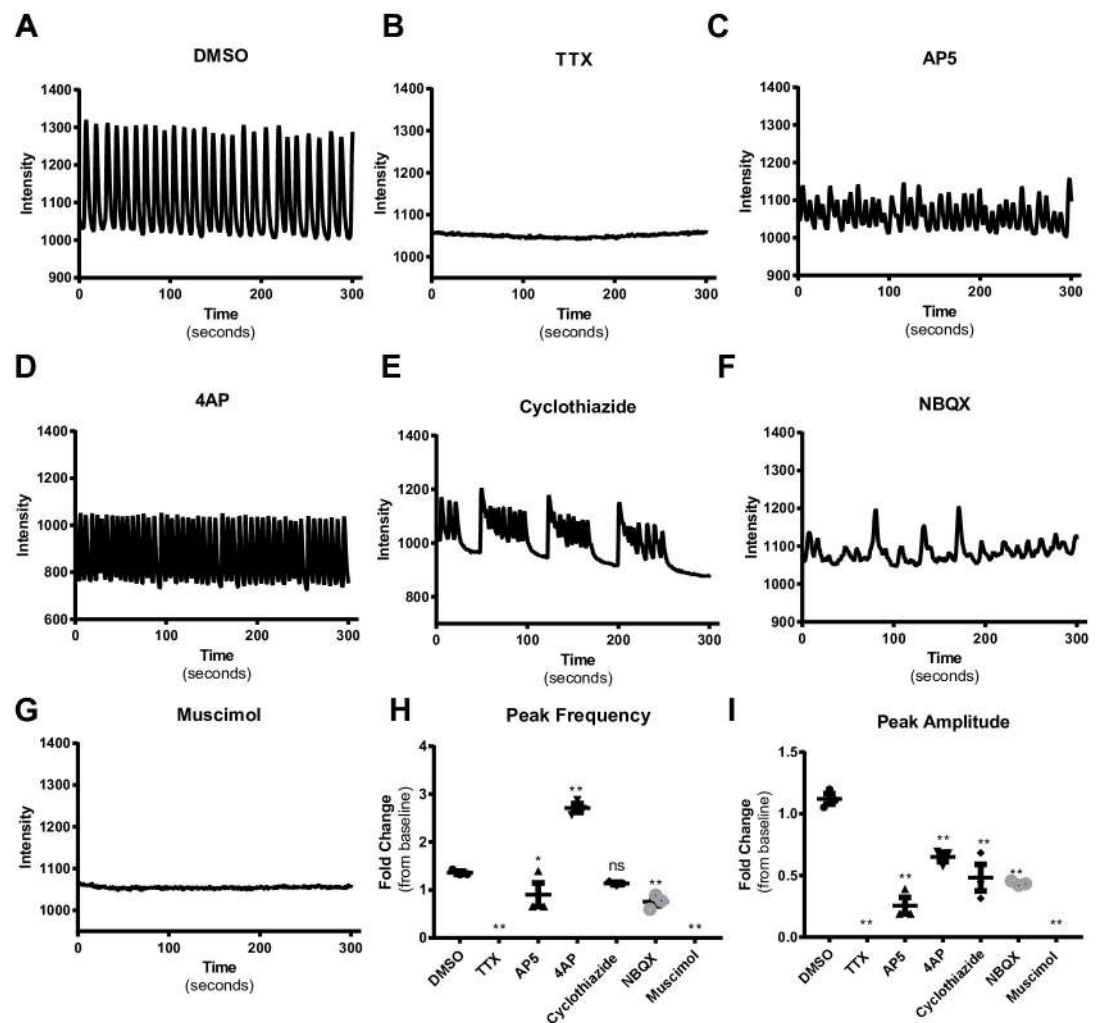 A
DMSO
Intensity
1400
1300
1200
1100
1000
900
0
100
200
300
Time
(seconds)
B
TTX
Intensity
1400
1300
1200
1100
1000
0
100
200
300
Time
(seconds)
C
AP5
Intensity
1400
1300
1200
1100
1000
900
0
100
200
300
Time
(seconds)
D
4AP
Intensity
1400
1200
1000
800
600
0
100
200
300
Time
(seconds)
E
Cyclothiazide
Intensity
1400
1200
1000
800
0
100
200
300
Time
(seconds)
F
NBQX
Intensity
1400
1300
1200
1100
1000
900
0
100
200
300
Time
(seconds)
G
Muscimol
Intensity
1400
1300
1200
1100
1000
0
100
200
300
Time
(seconds)
H
Peak Frequency
Fold Change
(from baseline)
4
3
2
1
0
**
*
**
ns
**
**
DMSO
TTX
AP5
4AP
Cyclothiazide
NBQX
Muscimol
I
Peak Amplitude
Fold Change
(from baseline)
1.5
1.0
0.5
0.0
**
**
**
**
**
**
DMSO
TTX
AP5
4AP
Cyclothiazide
NBQX
Muscimol